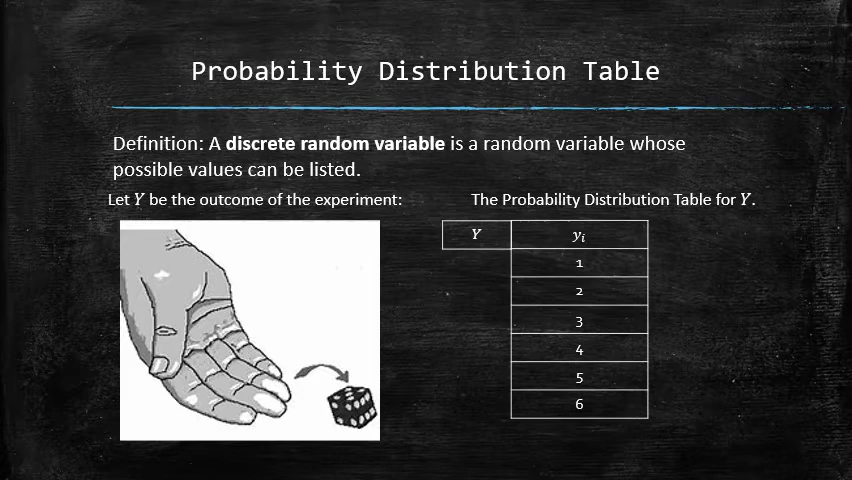 Probability Distribution Table
Definition: A discrete random variable is a random variable whose
possible values can be listed.
Let 𝑌 be the outcome of the experiment:
The Probability Distribution Table for 𝑌.
𝑌 𝑦ᵢ
1
2
3
4
5
6